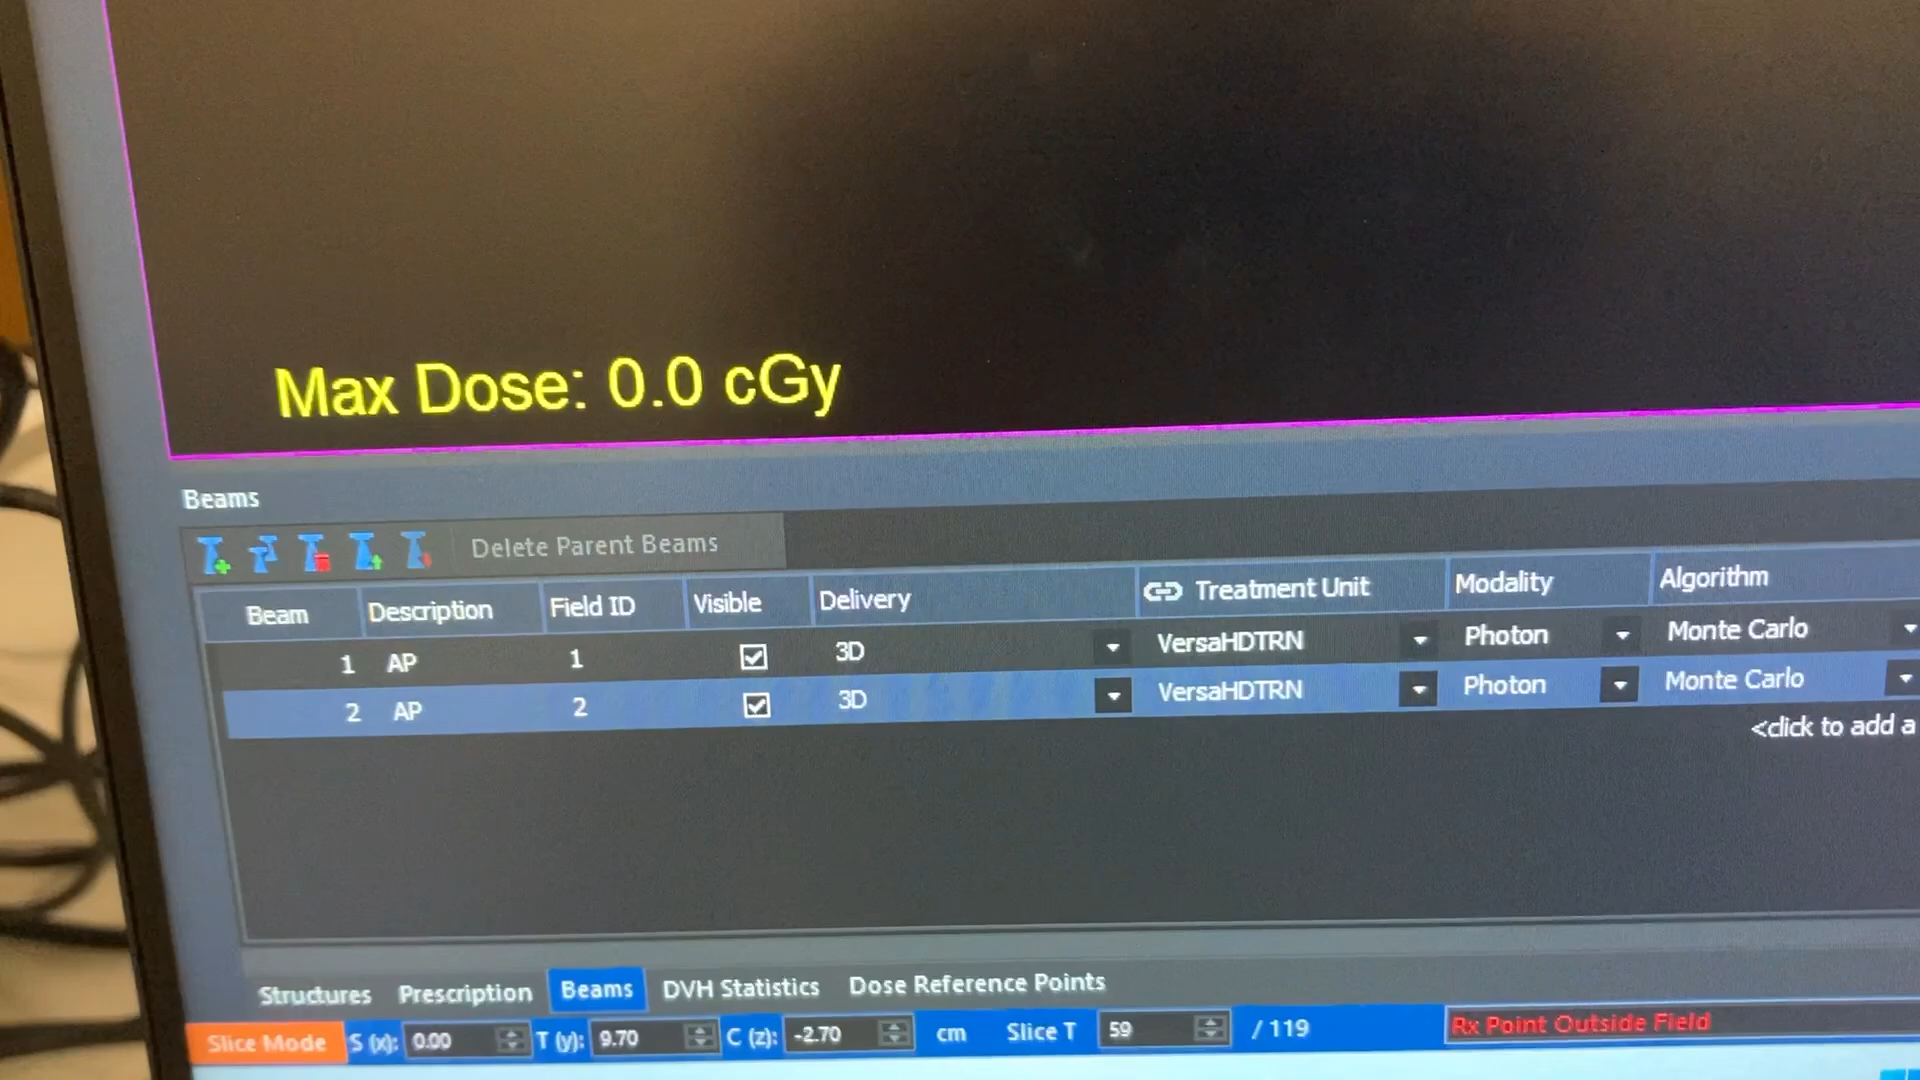 Max Dose: 0.0 cGy
Beams
Delete Parent Beams
Beam Description Field ID Visible Delivery Treatment Unit Modality Algorithm
1 AP 1 3D VersaHDTRN Photon Monte Carlo
2 AP 2 3D VersaHDTRN Photon Monte Carlo
<click to add a
Structures Prescription Beams DVH Statistics Dose Reference Points
Slice Mode S (x): 0.00 T (y): 9.70 C (z): -2.70 cm Slice T 59 / 119 Rx Point Outside Field